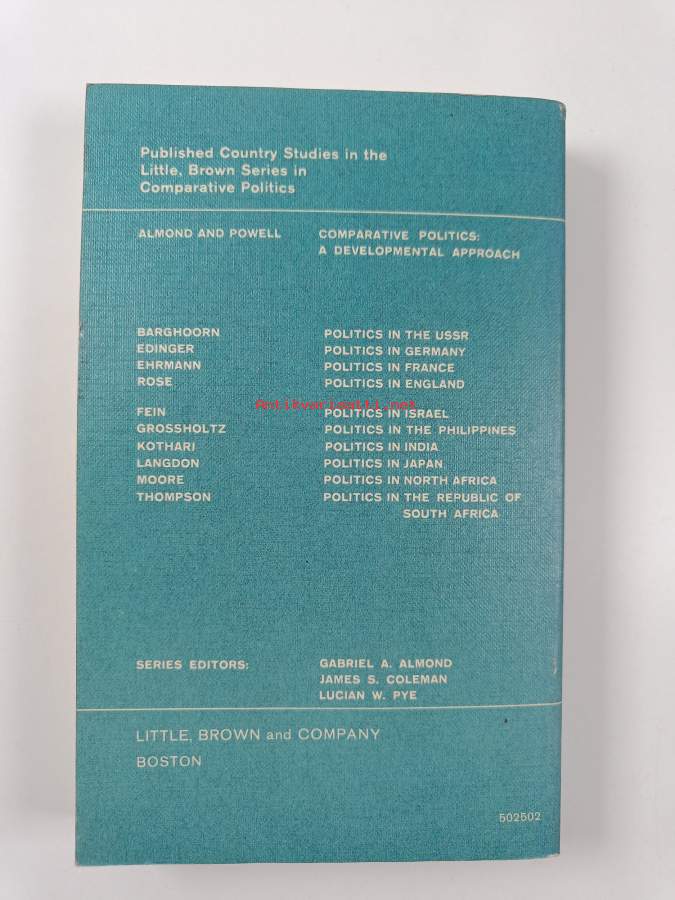 Published Country Studies in the
Little, Brown Series in
Comparative Politics
ALMOND AND POWELL COMPARATIVE POLITICS:
A DEVELOPMENTAL APPROACH
BARGHOORN POLITICS IN THE USSR
EDINGER POLITICS IN GERMANY
EHRMANN POLITICS IN FRANCE
ROSE POLITICS IN ENGLAND
Antikvariaatti.net
FEIN POLITICS IN ISRAEL
GROSSHOLTZ POLITICS IN THE PHILIPPINES
KOTHARI POLITICS IN INDIA
LANGDON POLITICS IN JAPAN
MOORE POLITICS IN NORTH AFRICA
THOMPSON POLITICS IN THE REPUBLIC OF
SOUTH AFRICA
SERIES EDITORS: GABRIEL A. ALMOND
JAMES S. COLEMAN
LUCIAN W. PYE
LITTLE, BROWN and COMPANY
BOSTON
502502